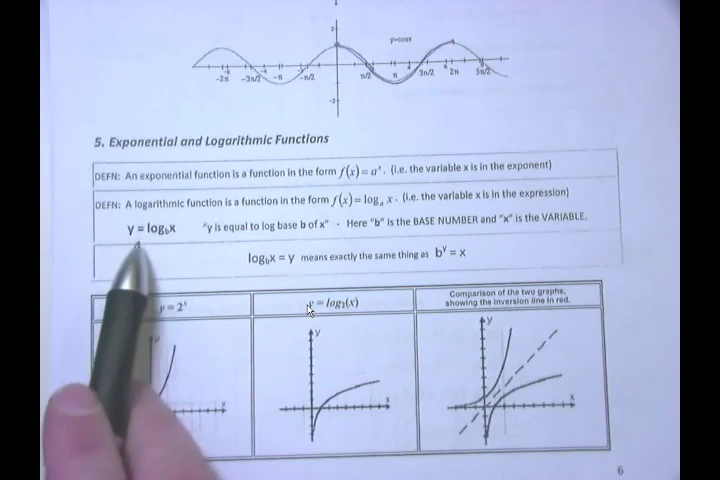 2
y=cosx
-2π -3π/2 -π -π/2 π/2 π 3π/2 2π 5π/2
-2
5. Exponential and Logarithmic Functions
DEFN: An exponential function is a function in the form f(x) = aˣ. (i.e. the variable x is in the exponent)
DEFN: A logarithmic function is a function in the form f(x) = logₐ x. (i.e. the variable x is in the expression)
y = log_b x "y is equal to log base b of x" - Here "b" is the BASE NUMBER and "x" is the VARIABLE.
log_b x = y means exactly the same thing as b^y = x
y = 2ˣ
y = log₂(x)
Comparison of the two graphs,
showing the inversion line in red.
y
y
y
x
x
x
6